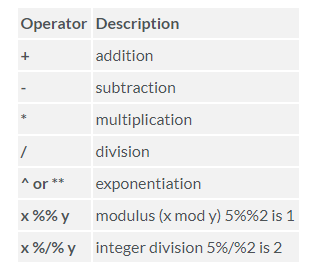 Operator Description
+ addition
- subtraction
* multiplication
/ division
^ or ** exponentiation
x %% y modulus (x mod y) 5%%2 is 1
x %/% y integer division 5%/%2 is 2